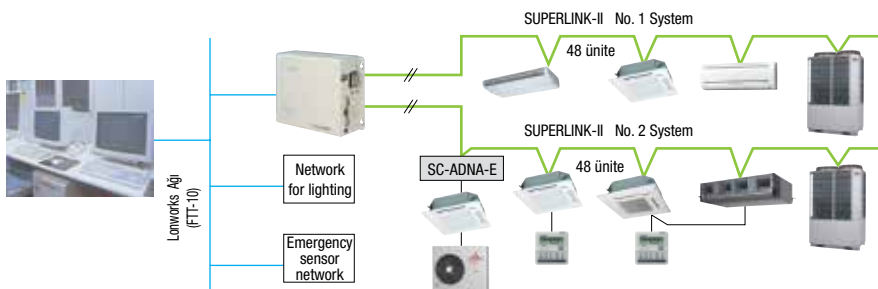 SUPERLINK-II No. 1 System
48 ünite
SUPERLINK-II No. 2 System
48 ünite
SC-ADNA-E
Lonworks Ağı
(FTT-10)
Network
for lighting
Emergency
sensor
network